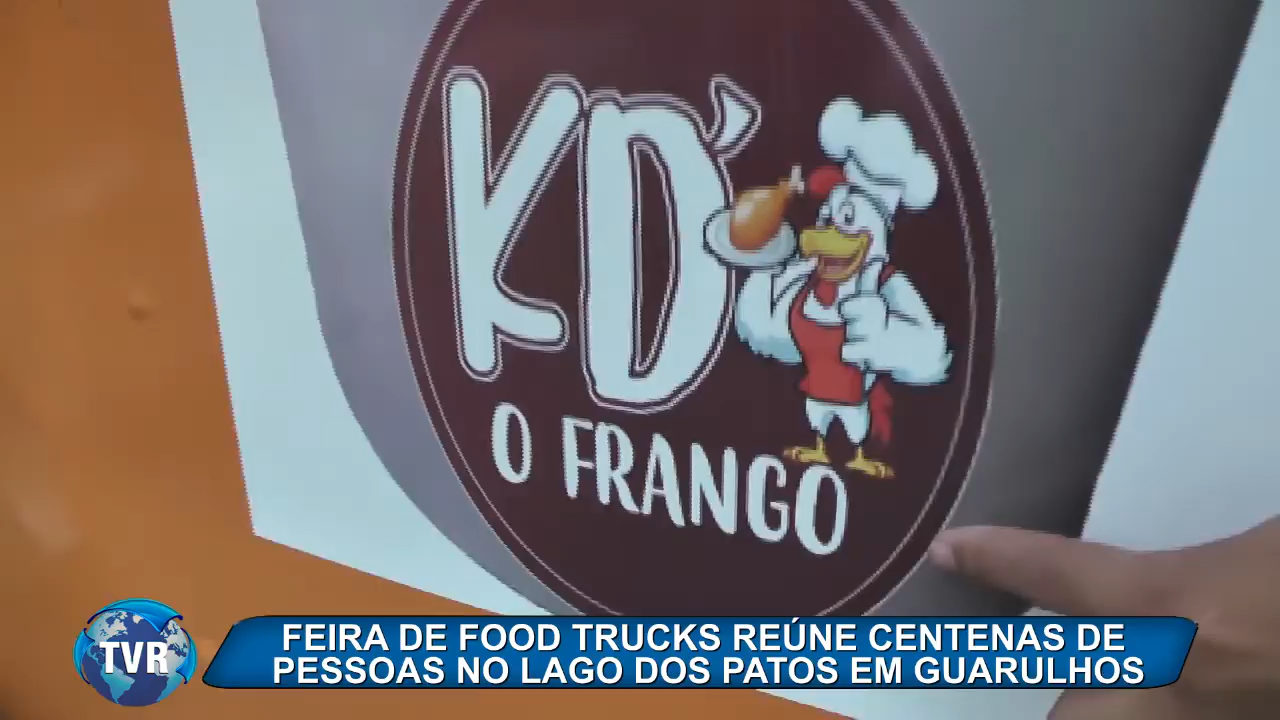 KD'
O FRANGO
TVR
FEIRA DE FOOD TRUCKS REÚNE CENTENAS DE
PESSOAS NO LAGO DOS PATOS EM GUARULHOS